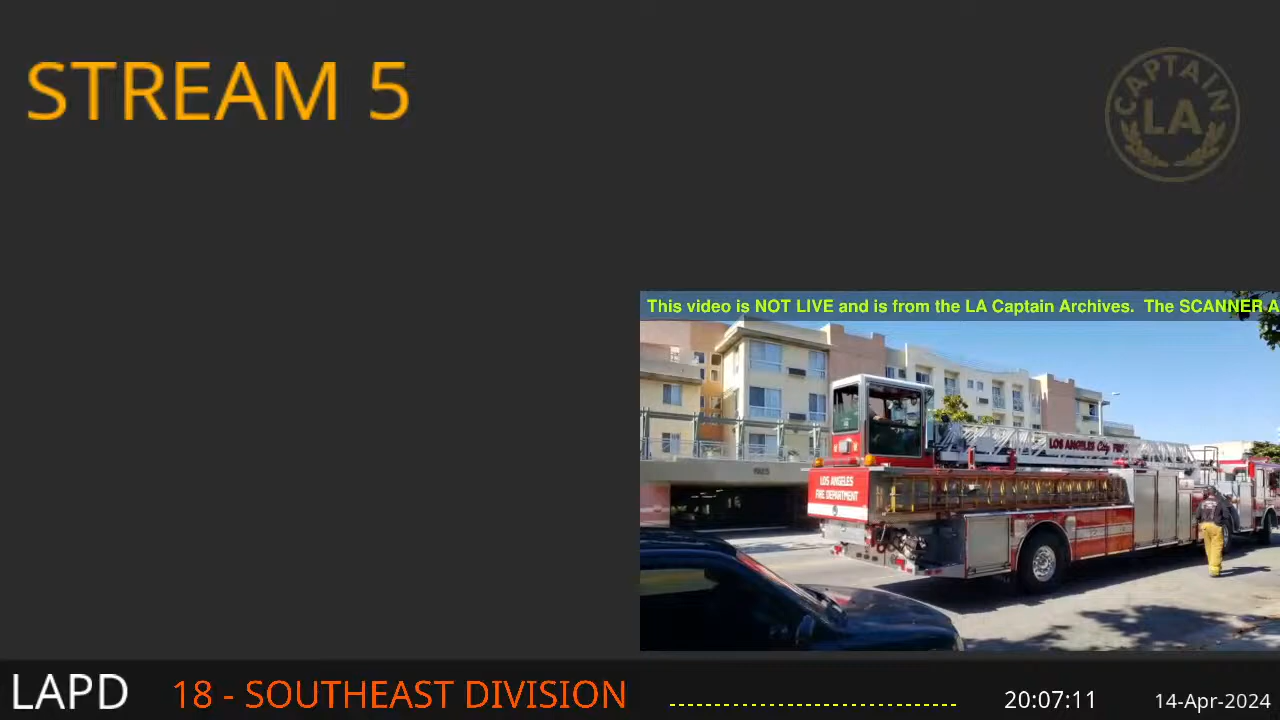 STREAM 5
CAPTAIN
LA
This video is NOT LIVE and is from the LA Captain Archives. The SCANNER A
LOS ANGELES City FIRE
LOS ANGELES
FIRE DEPARTMENT
LAPD
18 - SOUTHEAST DIVISION
20:07:11
14-Apr-2024